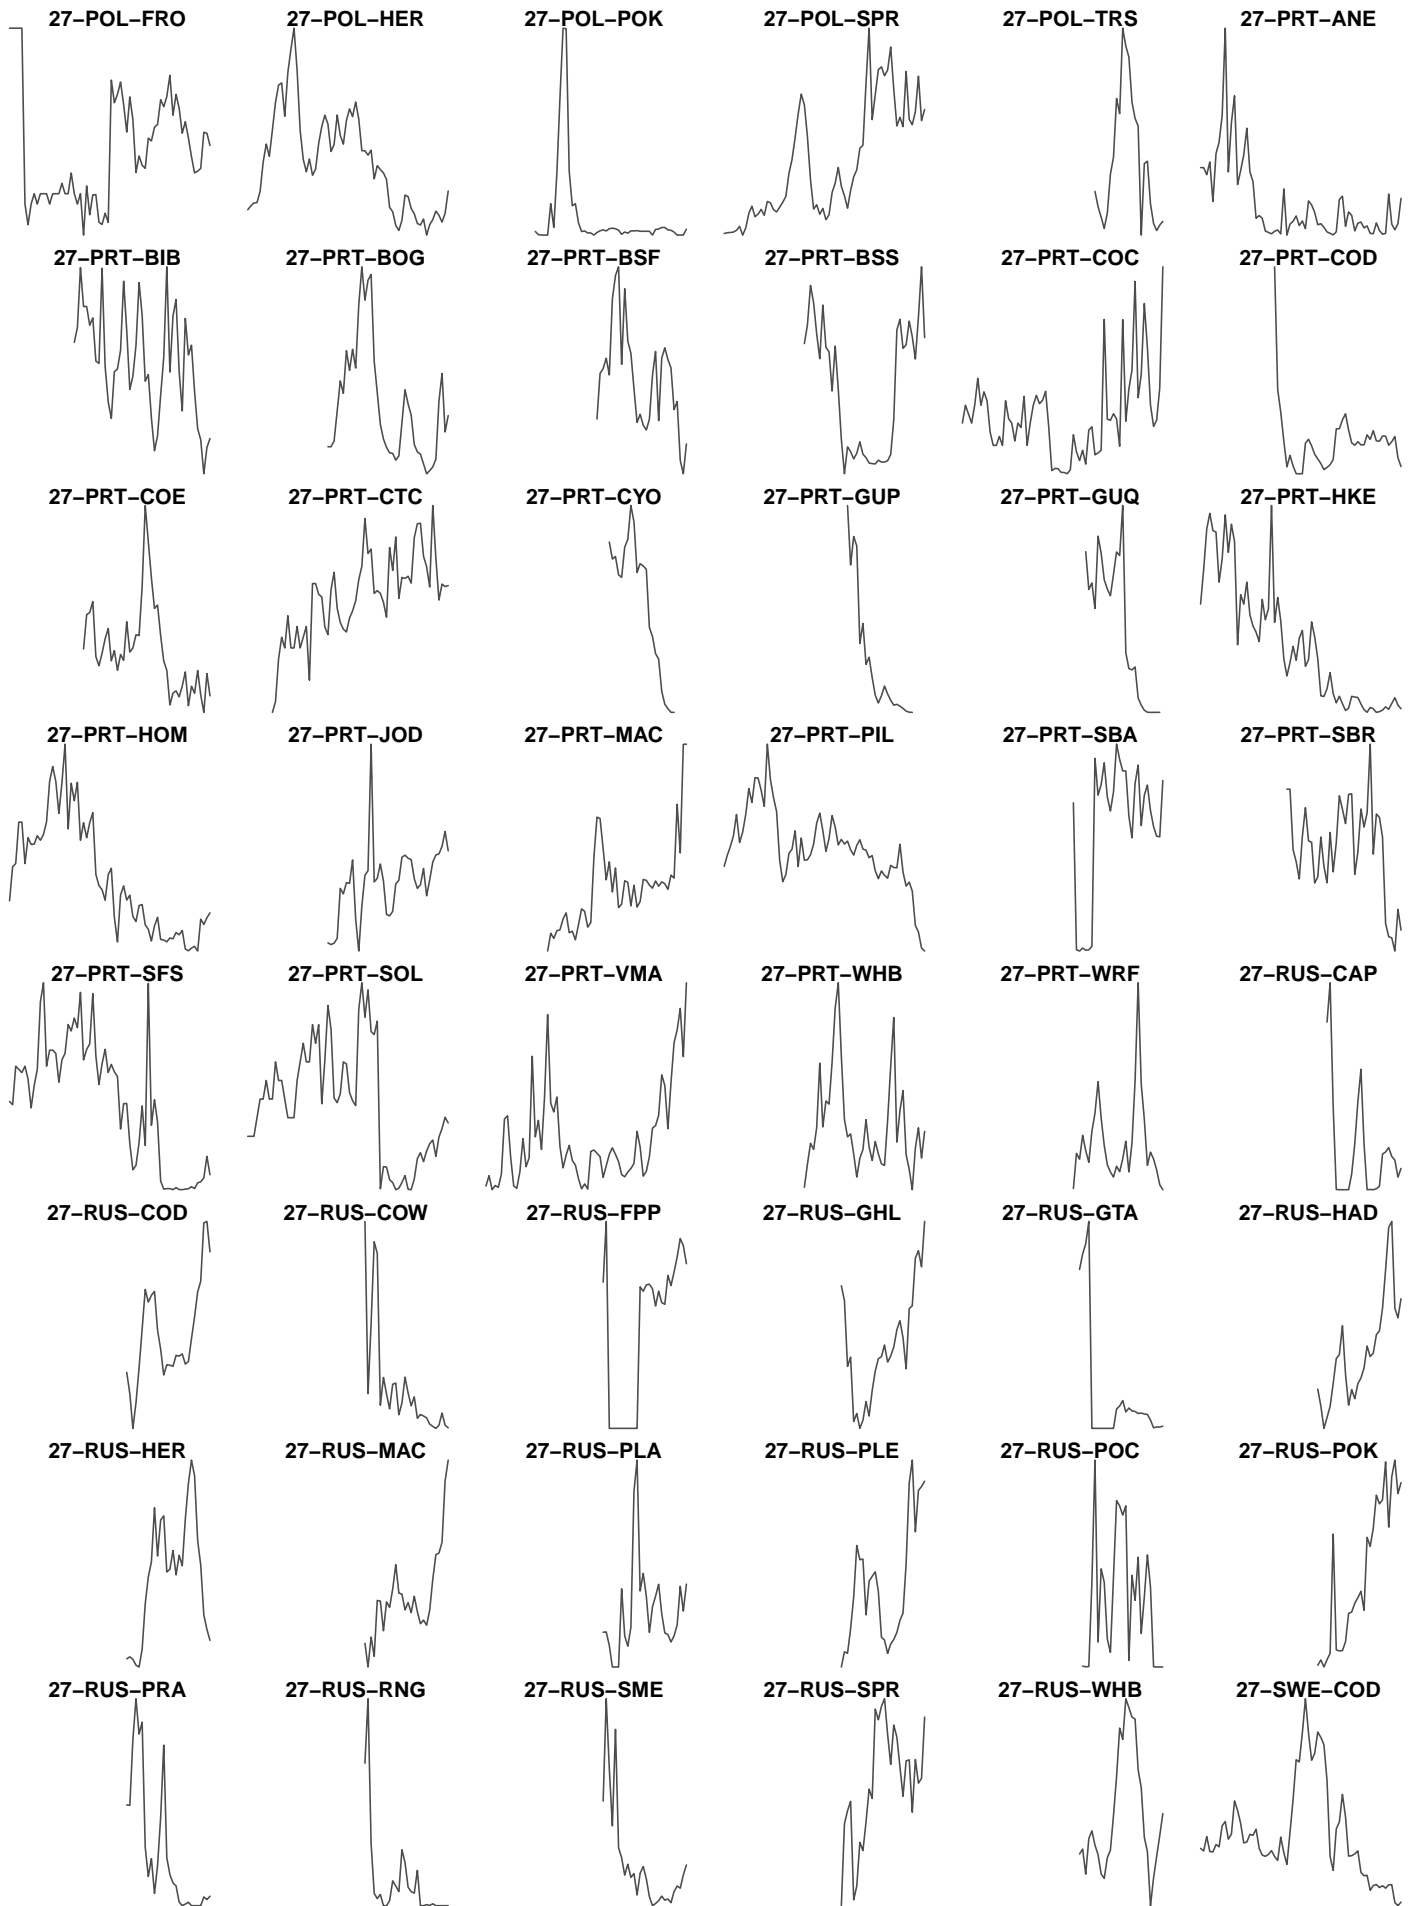 27−POL−FRO 27−POL−HER 27−POL−POK 27−POL−SPR 27−POL−TRS 27−PRT−ANE
27−PRT−BIB 27−PRT−BOG 27−PRT−BSF 27−PRT−BSS 27−PRT−COC 27−PRT−COD
27−PRT−COE 27−PRT−CTC 27−PRT−CYO 27−PRT−GUP 27−PRT−GUQ 27−PRT−HKE
27−PRT−HOM 27−PRT−JOD 27−PRT−MAC 27−PRT−PIL 27−PRT−SBA 27−PRT−SBR
27−PRT−SFS 27−PRT−SOL 27−PRT−VMA 27−PRT−WHB 27−PRT−WRF 27−RUS−CAP
27−RUS−COD 27−RUS−COW 27−RUS−FPP 27−RUS−GHL 27−RUS−GTA 27−RUS−HAD
27−RUS−HER 27−RUS−MAC 27−RUS−PLA 27−RUS−PLE 27−RUS−POC 27−RUS−POK
27−RUS−PRA 27−RUS−RNG 27−RUS−SME 27−RUS−SPR 27−RUS−WHB 27−SWE−COD